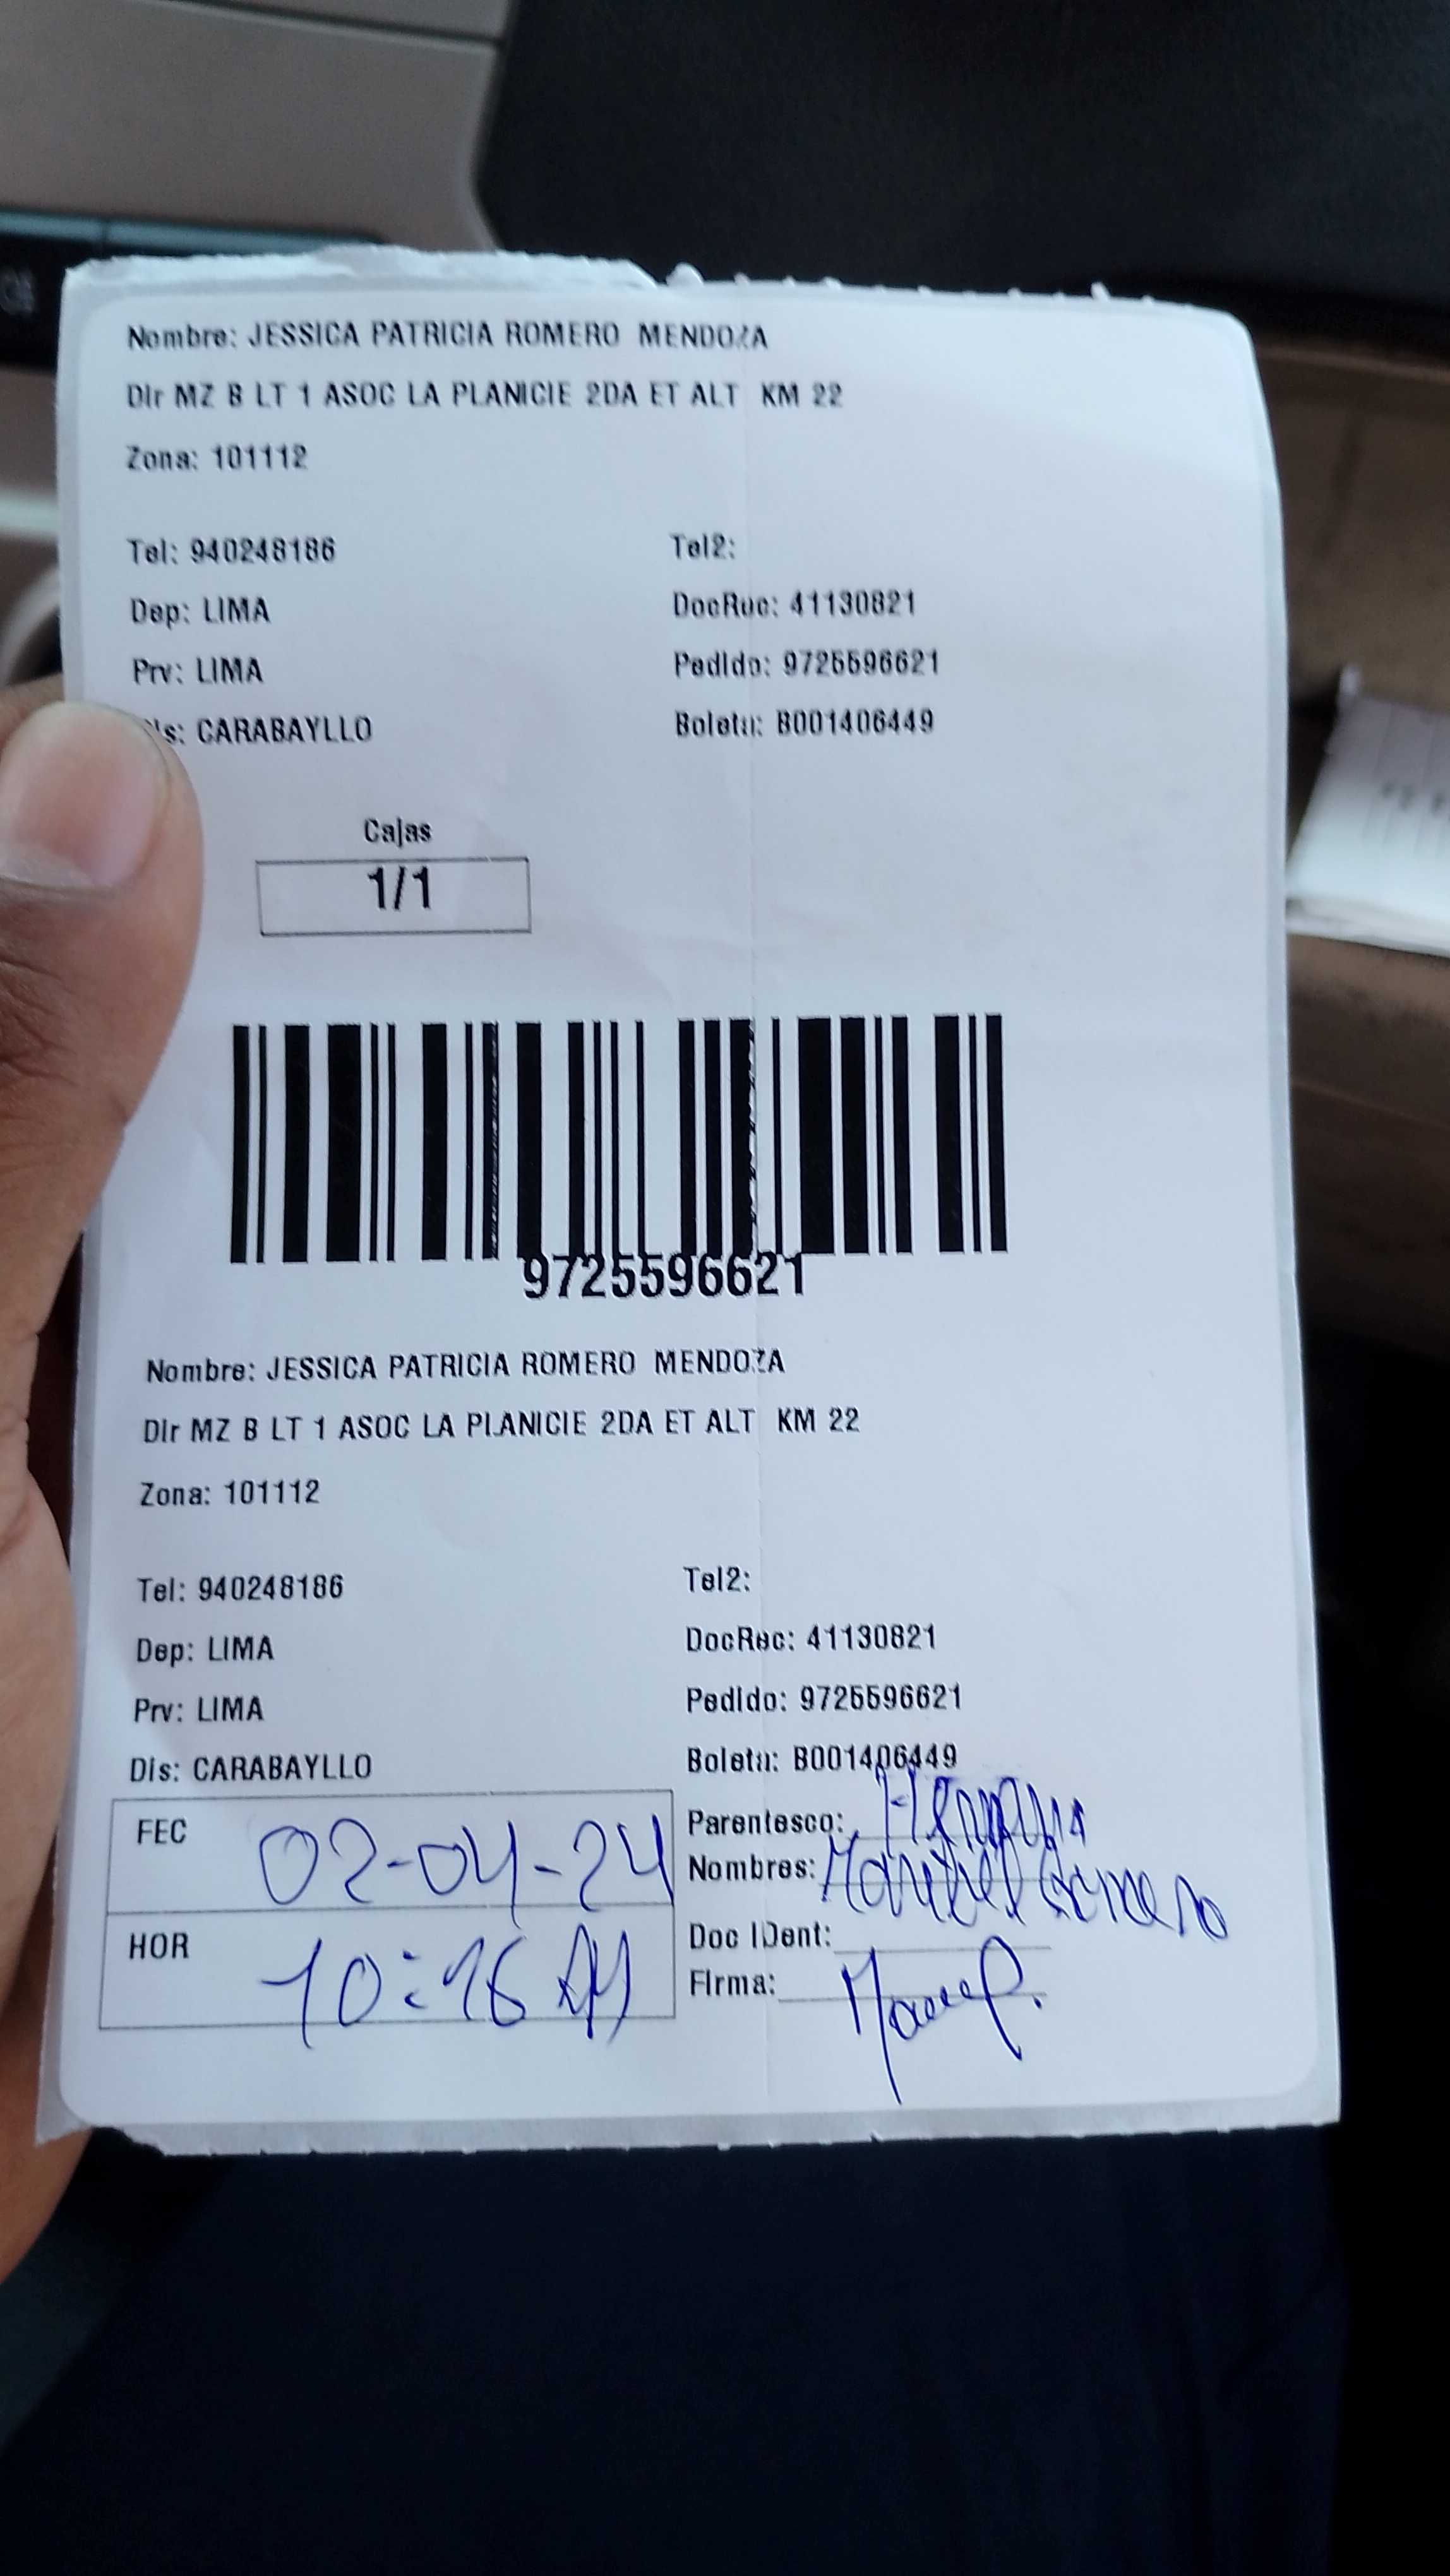 Nombre: JESSICA PATRICIA ROMERO MENDOZA
Dir MZ B LT 1 ASOC LA PLANICIE 2DA ET ALT KM 22
Zona: 101112
Tel: 940248186 Tel2:
Dep: LIMA DocRec: 41130821
Prv: LIMA Pedido: 9725596621
Dis: CARABAYLLO Boleta: B001406449
Cajas
1/1
9725596621
Nombre: JESSICA PATRICIA ROMERO MENDOZA
Dir MZ B LT 1 ASOC LA PLANICIE 2DA ET ALT KM 22
Zona: 101112
Tel: 940248186 Tel2:
Dep: LIMA DocRec: 41130821
Prv: LIMA Pedido: 9725596621
Dis: CARABAYLLO Boleta: B001406449
FEC 02-04-24 Parentesco: Hermana
Nombres: Maribel Romero
HOR 10:16 AM Doc IDent:
Firma: